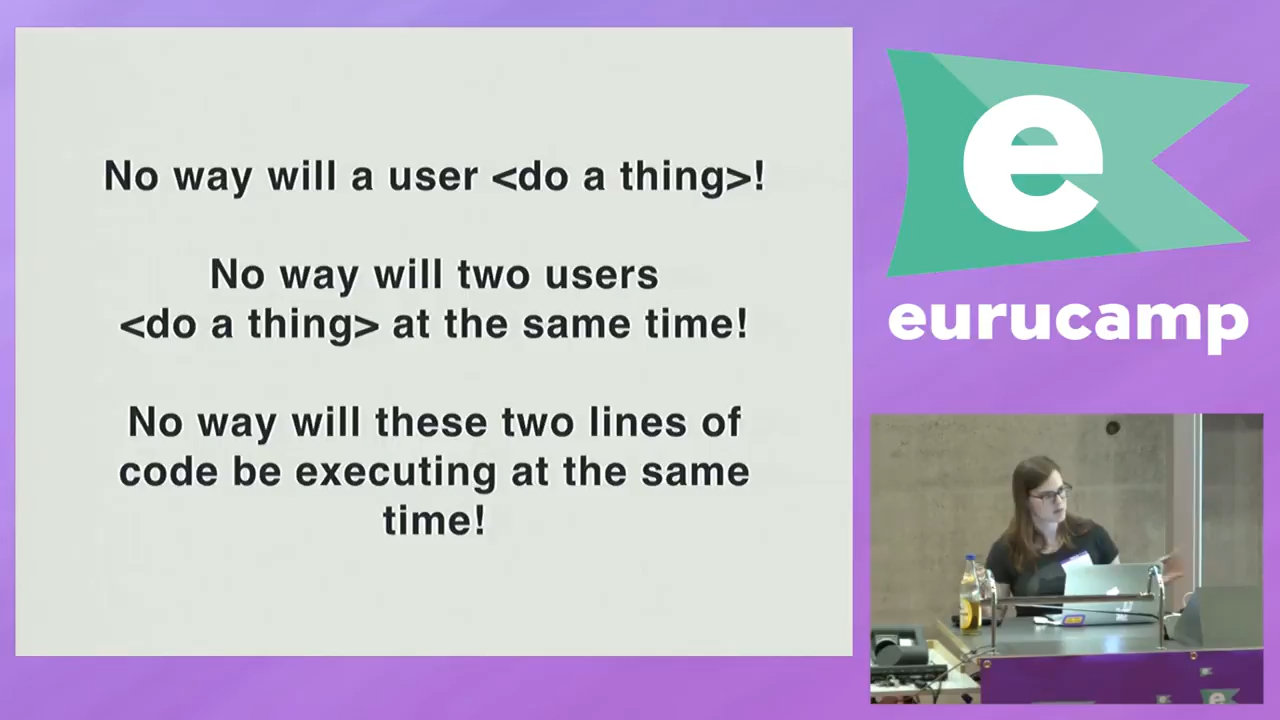 No way will a user <do a thing>!
No way will two users
<do a thing> at the same time!
No way will these two lines of
code be executing at the same
time!
e
eurucamp
e